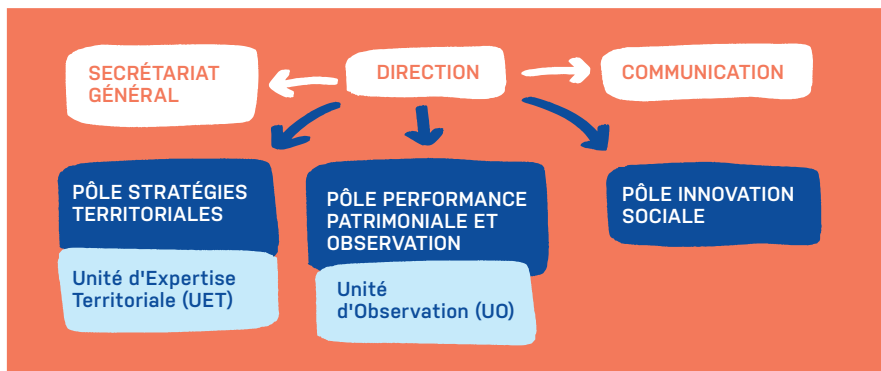 SECRÉTARIAT
GÉNÉRAL
DIRECTION
COMMUNICATION
PÔLE STRATÉGIES
TERRITORIALES
Unité d'Expertise
Territoriale (UET)
PÔLE PERFORMANCE
PATRIMONIALE ET
OBSERVATION
Unité
d'Observation (UO)
PÔLE INNOVATION
SOCIALE